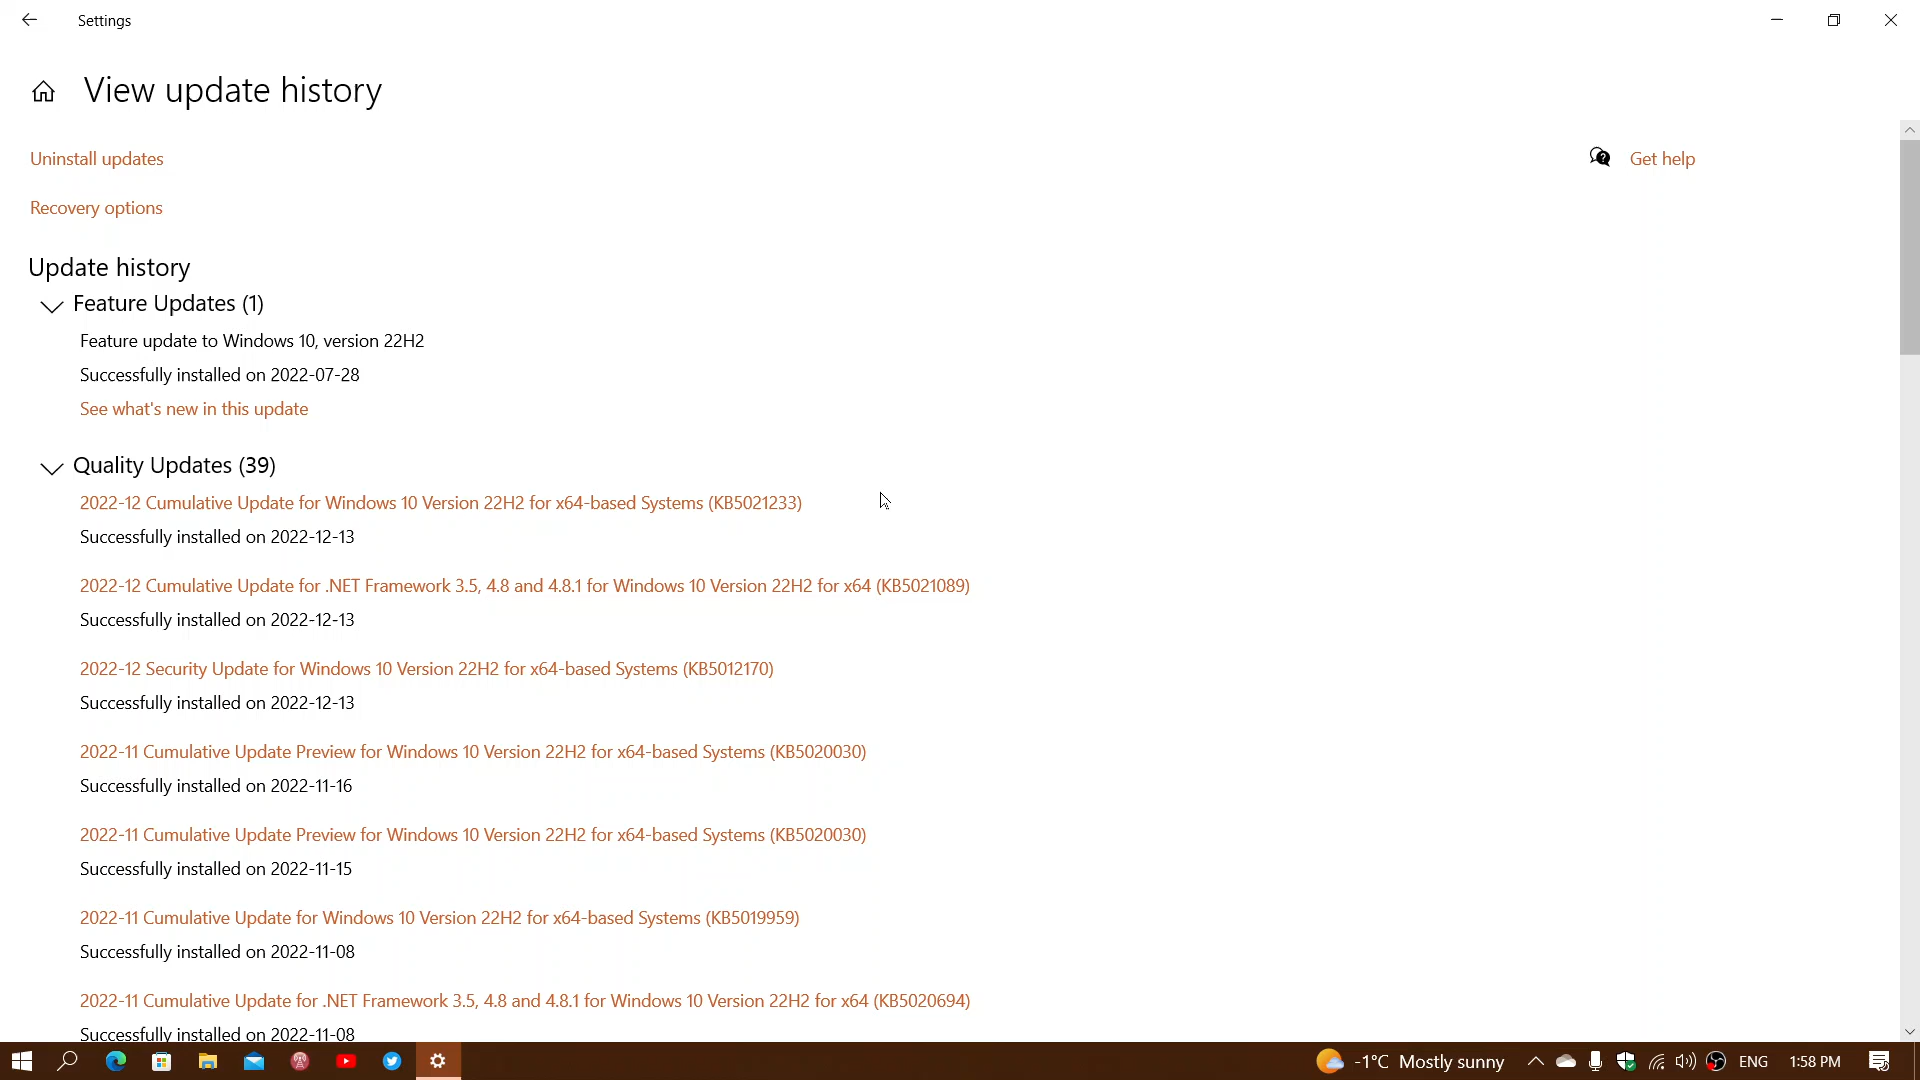 Settings
View update history
Uninstall updates
Get help
Recovery options
Update history
Feature Updates (1)
Feature update to Windows 10, version 22H2
Successfully installed on 2022-07-28
See what's new in this update
Quality Updates (39)
2022-12 Cumulative Update for Windows 10 Version 22H2 for x64-based Systems (KB5021233)
Successfully installed on 2022-12-13
2022-12 Cumulative Update for .NET Framework 3.5, 4.8 and 4.8.1 for Windows 10 Version 22H2 for x64 (KB5021089)
Successfully installed on 2022-12-13
2022-12 Security Update for Windows 10 Version 22H2 for x64-based Systems (KB5012170)
Successfully installed on 2022-12-13
2022-11 Cumulative Update Preview for Windows 10 Version 22H2 for x64-based Systems (KB5020030)
Successfully installed on 2022-11-16
2022-11 Cumulative Update Preview for Windows 10 Version 22H2 for x64-based Systems (KB5020030)
Successfully installed on 2022-11-15
2022-11 Cumulative Update for Windows 10 Version 22H2 for x64-based Systems (KB5019959)
Successfully installed on 2022-11-08
2022-11 Cumulative Update for .NET Framework 3.5, 4.8 and 4.8.1 for Windows 10 Version 22H2 for x64 (KB5020694)
Successfully installed on 2022-11-08
-1°C Mostly sunny ENG 1:58 PM